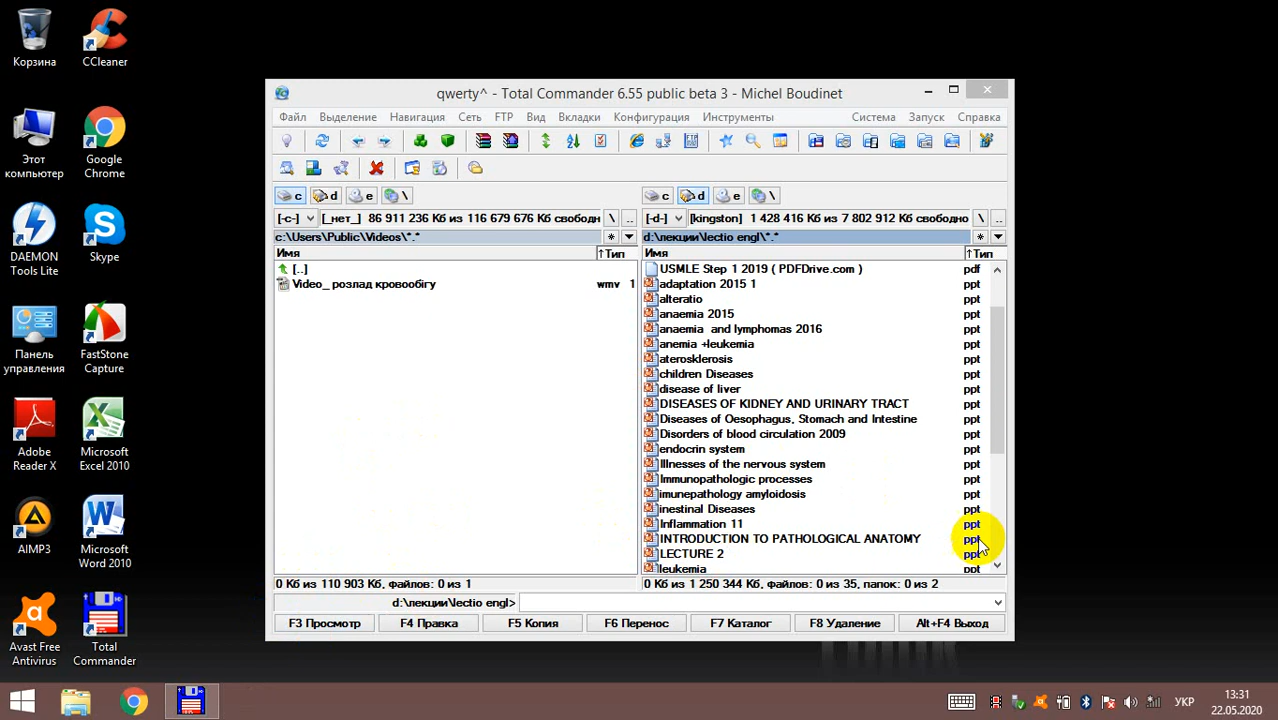 Корзина
CCleaner
Этот компьютер
Google Chrome
DAEMON Tools Lite
Skype
Панель управления
FastStone Capture
Adobe Reader X
Microsoft Excel 2010
AIMP3
Microsoft Word 2010
Avast Free Antivirus
Total Commander
qwerty^ - Total Commander 6.55 public beta 3 - Michel Boudinet
Файл Выделение Навигация Сеть FTP Вид Вкладки Конфигурация Инструменты Система Запуск Справка
c d e \ c d e \
[-c-] [_нет_] 86 911 236 Кб из 116 679 676 Кб свободно \ .. [-d-] [kingston] 1 428 416 Кб из 7 802 912 Кб свободно \ ..
c:\Users\Public\Videos\*.* * d:\лекции\lectio engl\*.* *
Имя ↑Тип Имя ↑Тип
[..]
Video_ розлад кровообігу wmv 1
USMLE Step 1 2019 ( PDFDrive.com ) pdf
adaptation 2015 1 ppt
alteratio ppt
anaemia 2015 ppt
anaemia and lymphomas 2016 ppt
anemia +leukemia ppt
aterosklerosis ppt
children Diseases ppt
disease of liver ppt
DISEASES OF KIDNEY AND URINARY TRACT ppt
Diseases of Oesophagus, Stomach and Intestine ppt
Disorders of blood circulation 2009 ppt
endocrin system ppt
Illnesses of the nervous system ppt
Immunopathologic processes ppt
imunepathology amyloidosis ppt
inestinal Diseases ppt
Inflammation 11 ppt
INTRODUCTION TO PATHOLOGICAL ANATOMY ppt
LECTURE 2 ppt
leukemia ppt
0 Кб из 110 903 Кб, файлов: 0 из 1 0 Кб из 1 250 344 Кб, файлов: 0 из 35, папок: 0 из 2
d:\лекции\lectio engl>
F3 Просмотр F4 Правка F5 Копия F6 Перенос F7 Каталог F8 Удаление Alt+F4 Выход
УКР
13:31
22.05.2020